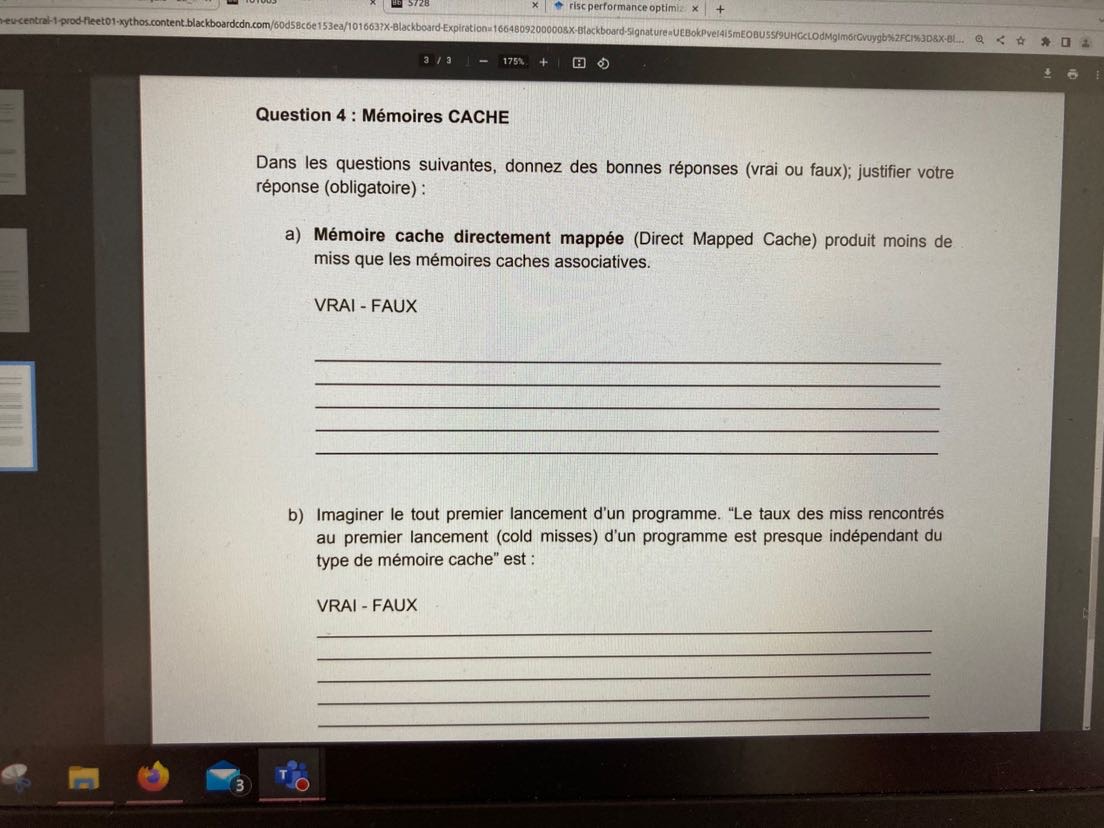 5728
risc performance optimiz
-eu-central-1-prod-fleet01-xythos.content.blackboardcdn.com/60d58c6e153ea/101663?X-Blackboard-Expiration=1664809200000&X-Blackboard-Signature=
3 / 3
175%
Question 4 : Mémoires CACHE
Dans les questions suivantes, donnez des bonnes réponses (vrai ou faux); justifier votre
réponse (obligatoire) :
a) Mémoire cache directement mappée (Direct Mapped Cache) produit moins de
miss que les mémoires caches associatives.
VRAI - FAUX
b) Imaginer le tout premier lancement d'un programme. “Le taux des miss rencontrés
au premier lancement (cold misses) d'un programme est presque indépendant du
type de mémoire cache” est :
VRAI - FAUX
3
T